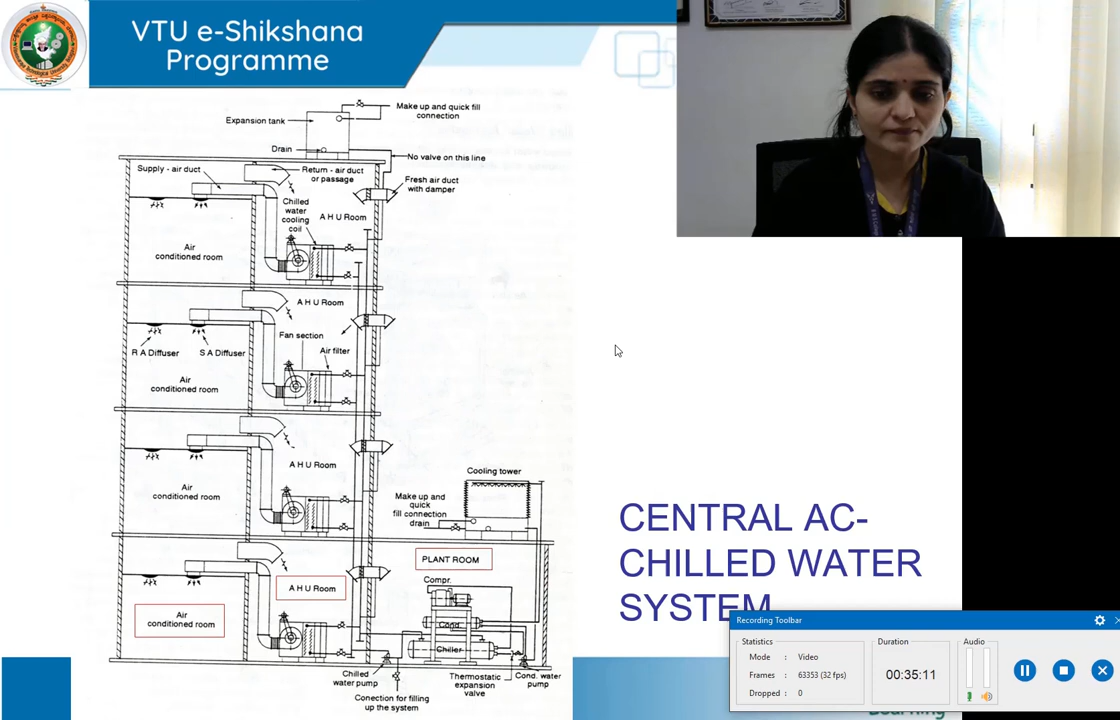 VTU e-Shikshana
Programme
Make up and quick fill
connection
Expansion tank
Drain
No valve on this line
Supply - air duct
Return - air duct
or passage
Fresh air duct
with damper
Chilled
water
cooling
coil
A H U Room
Air
conditioned room
A H U Room
Fan section
Air filter
R A Diffuser
S A Diffuser
Air
conditioned room
A H U Room
Air
conditioned room
Cooling tower
Make up and
quick
fill connection
drain
PLANT ROOM
Compr.
A H U Room
Air
conditioned room
Cond.
Chiller
Chilled
water pump
Thermostatic
expansion
valve
Cond. water
pump
Conection for filling
up the system
CENTRAL AC-
CHILLED WATER
SYSTEM
Recording Toolbar
Statistics
Mode : Video
Frames : 63353 (32 fps)
Dropped : 0
Duration
00:35:11
Audio